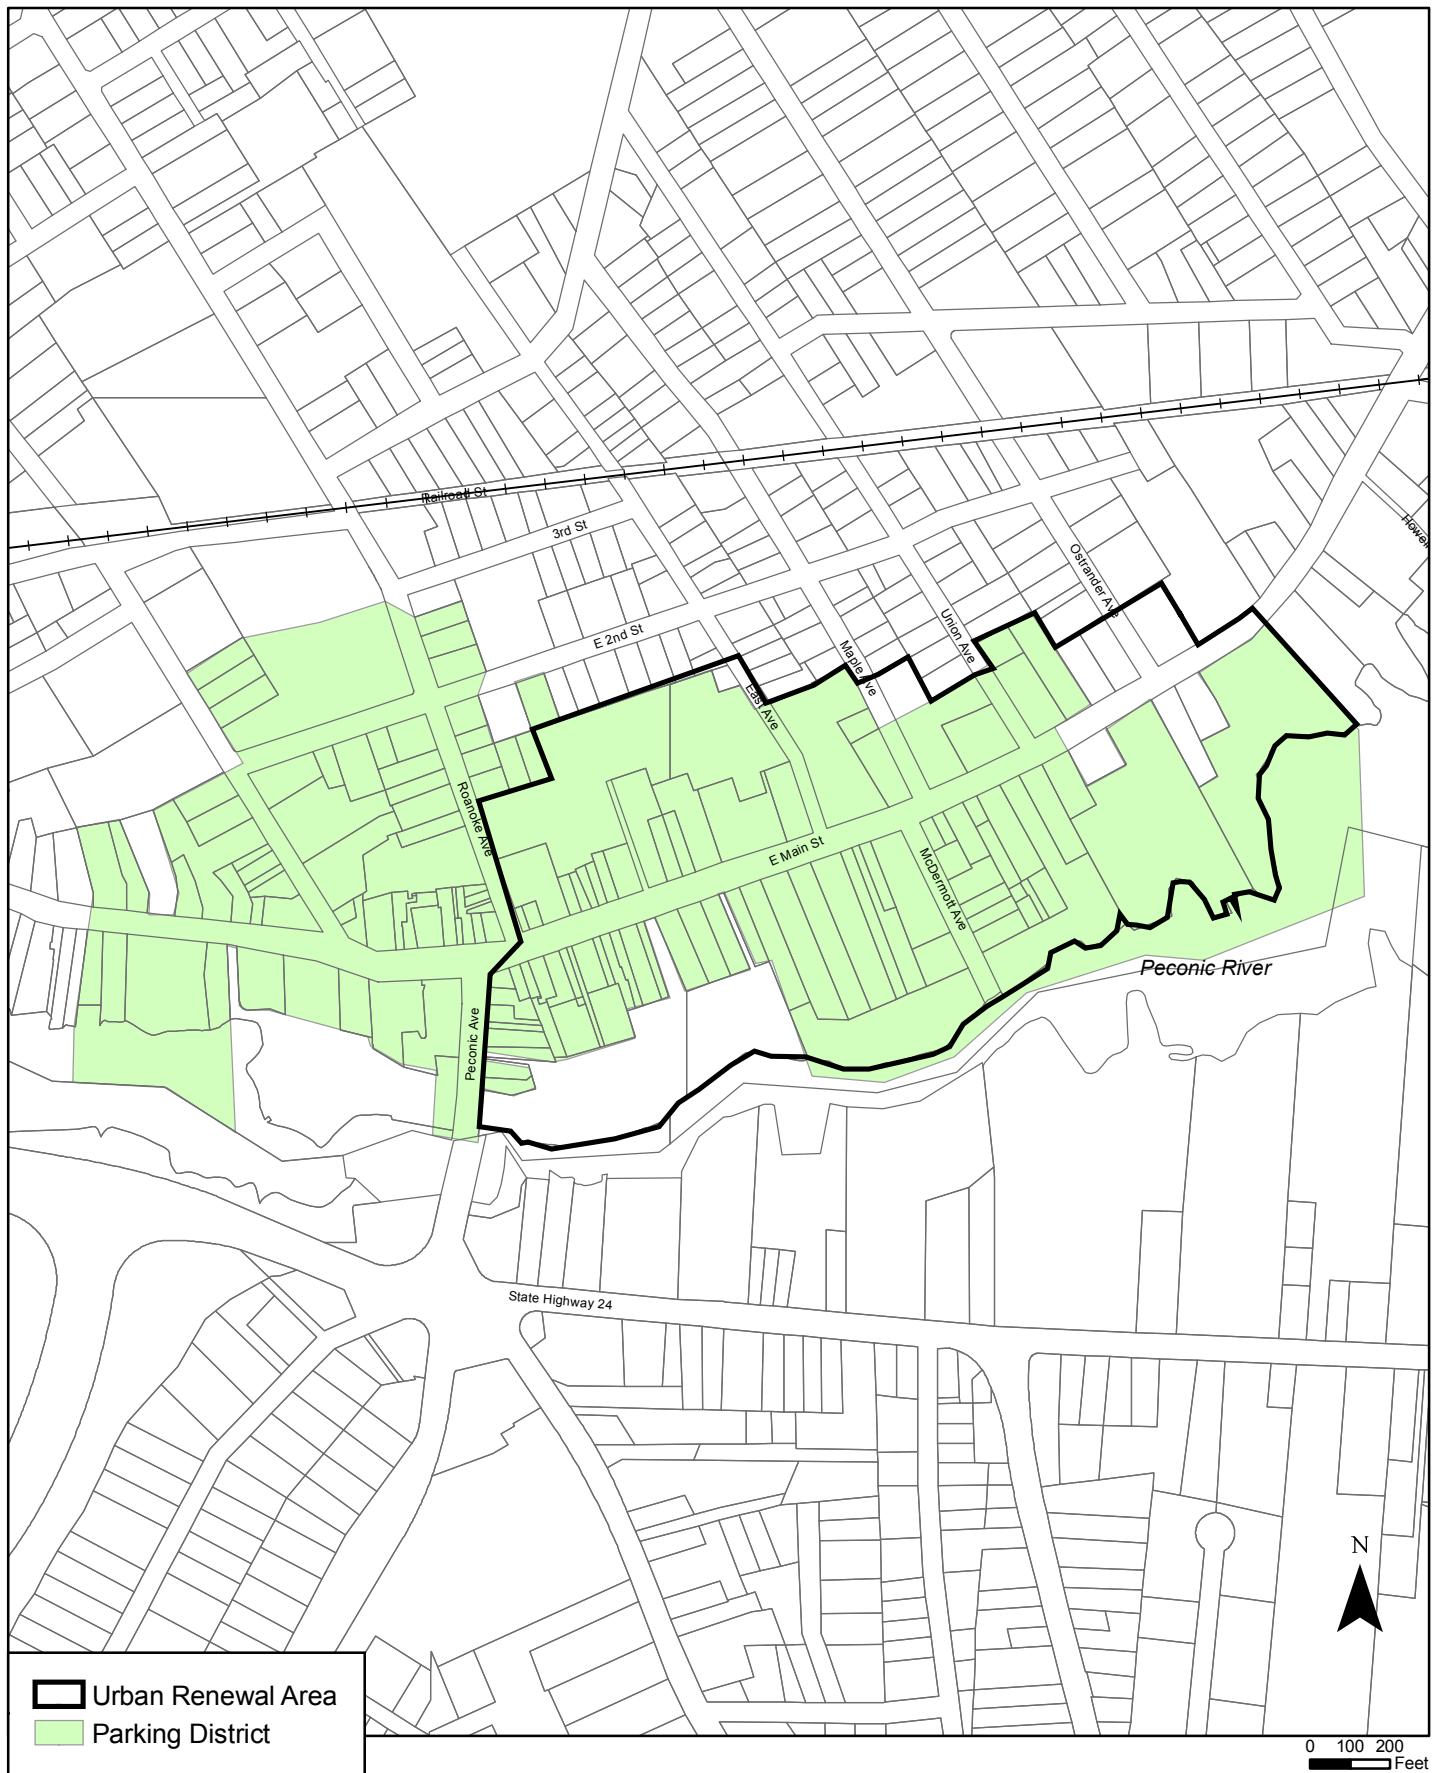 Railroad St
3rd St
Howell
Ostrander Ave
E 2nd St
Union Ave
Maple Ave
East Ave
Roanoke Ave
E Main St
McDermott Ave
Peconic River
Peconic Ave
State Highway 24
N
Urban Renewal Area
Parking District
0 100 200
Feet